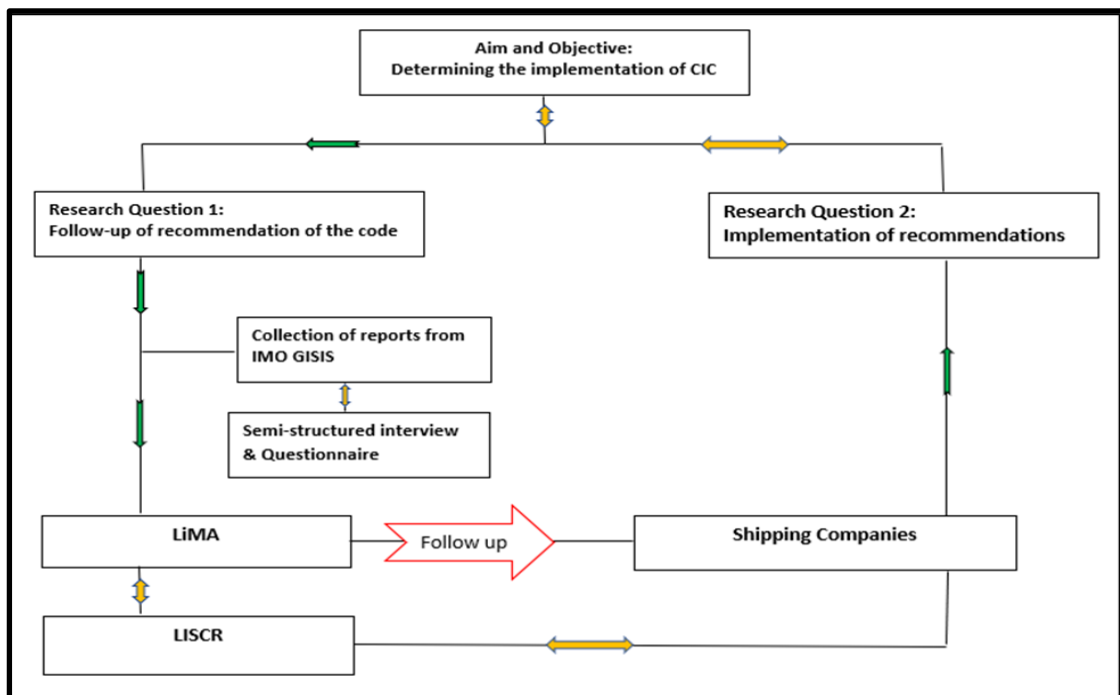 Aim and Objective:
Determining the implementation of CIC
Research Question 1:
Follow-up of recommendation of the code
Research Question 2:
Implementation of recommendations
Collection of reports from
IMO GISIS
Semi-structured interview
& Questionnaire
LiMA
Follow up
Shipping Companies
LISCR